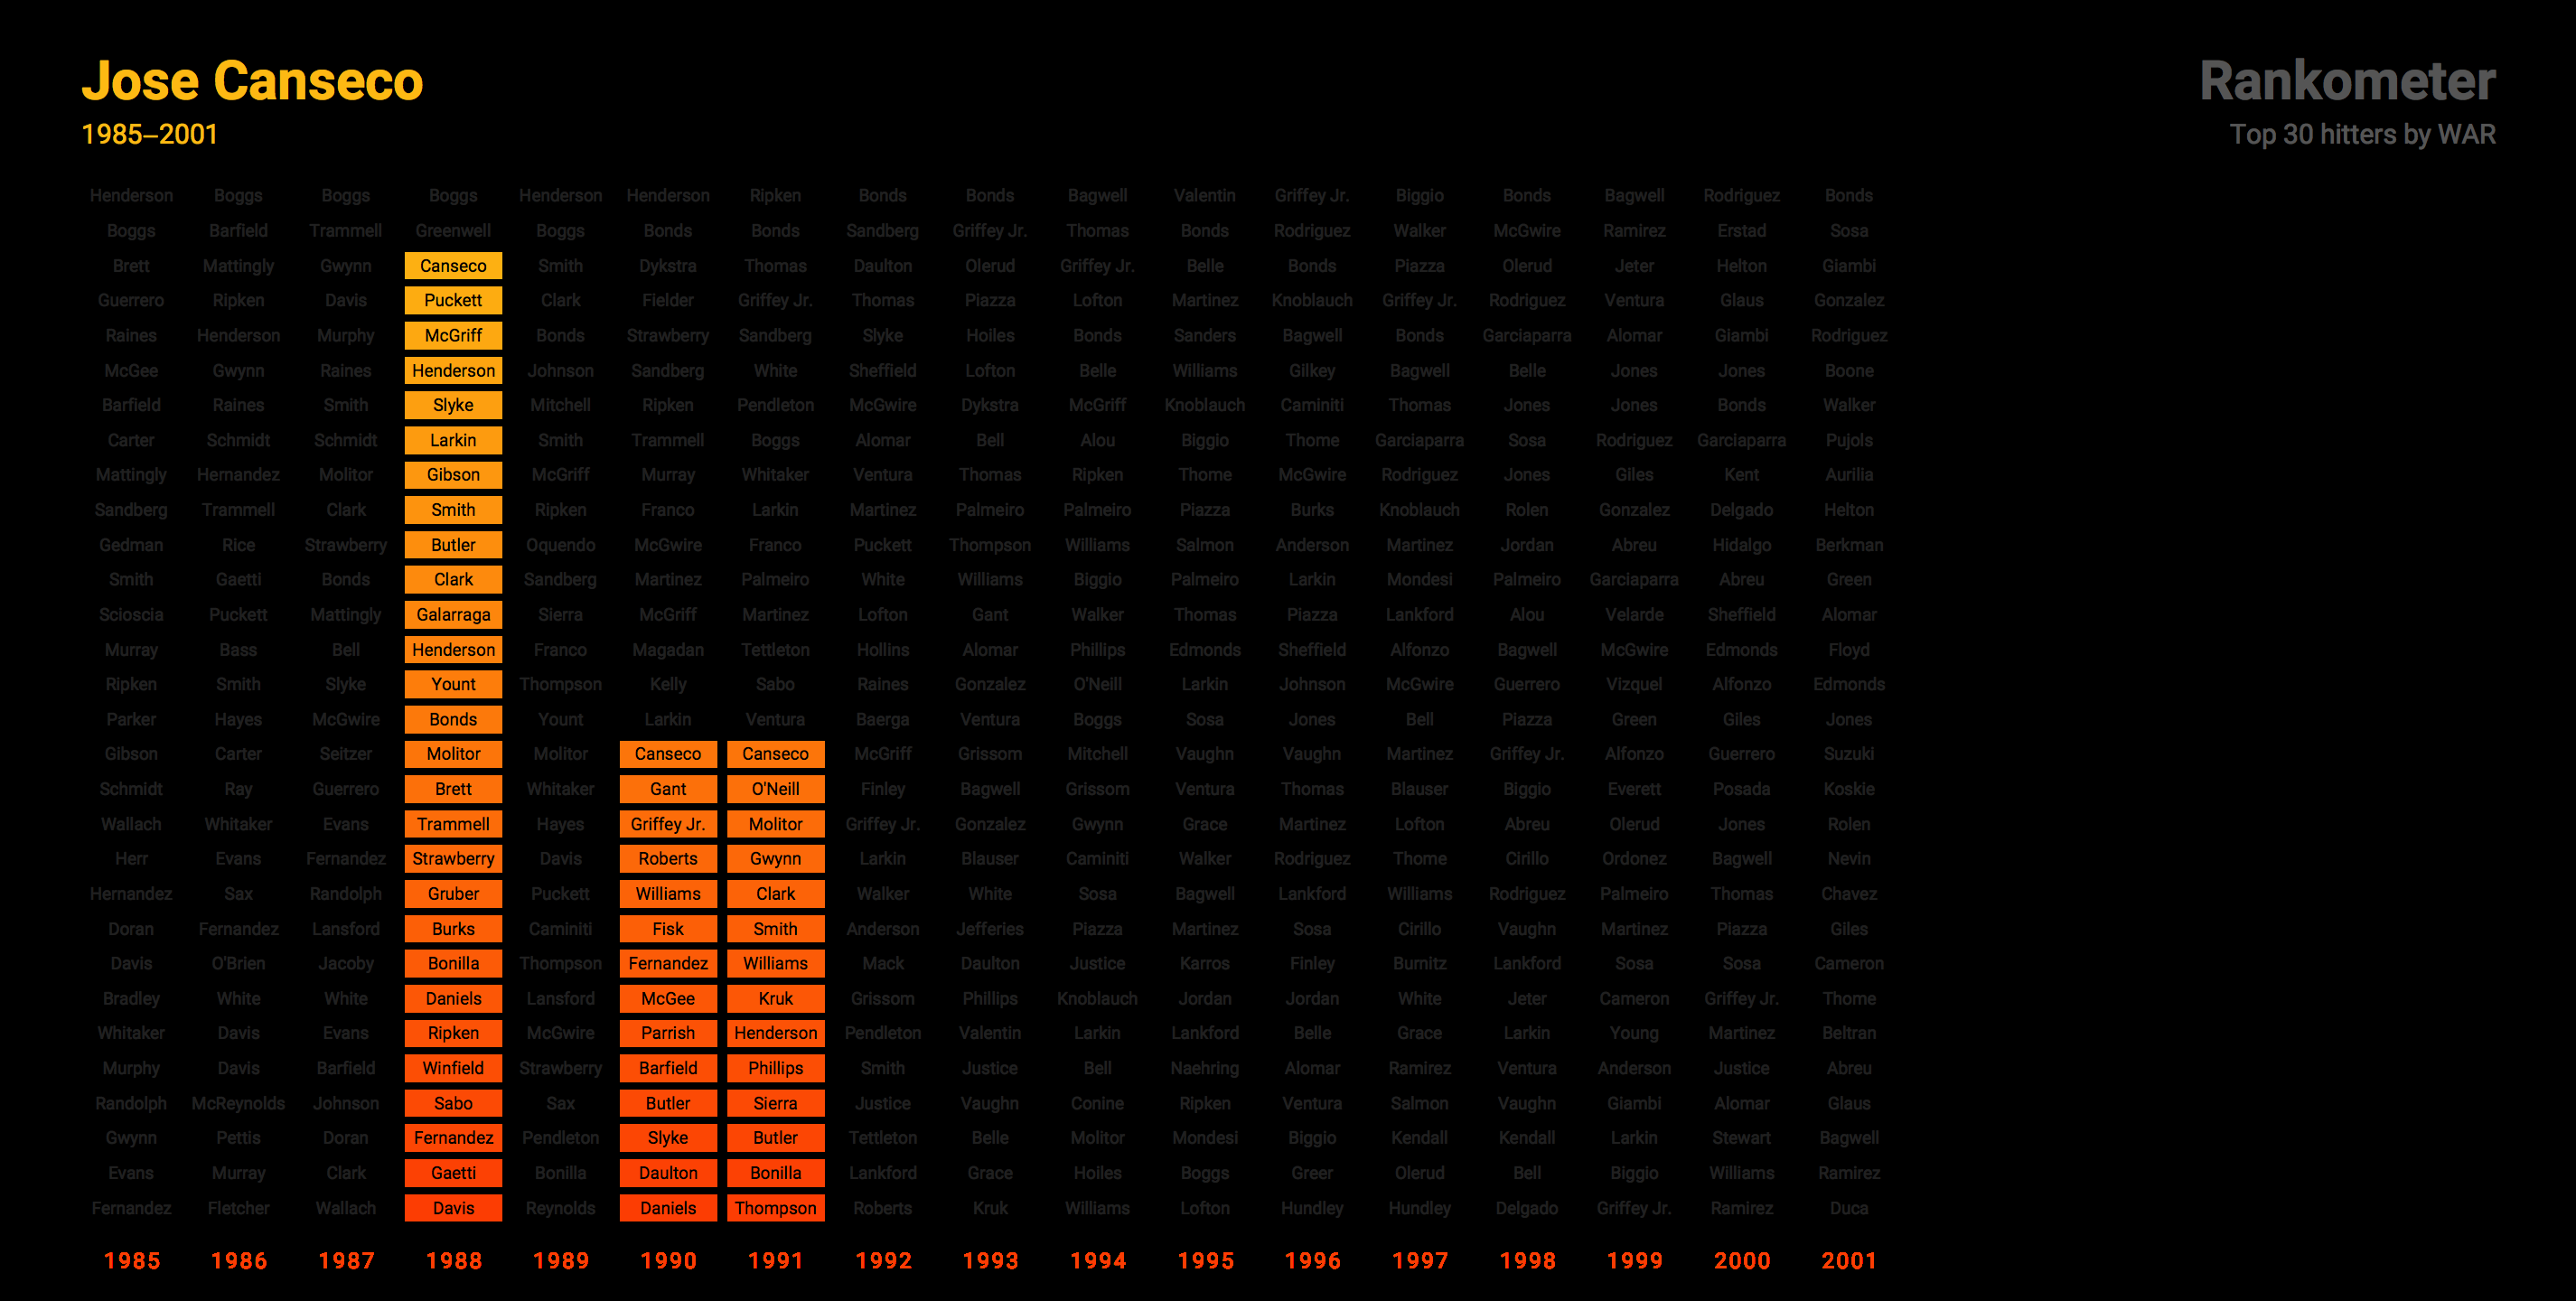 Jose Canseco
Rankometer
1985–2001
Top 30 hitters by WAR
Henderson Boggs Boggs Boggs Henderson Henderson Ripken Bonds Bonds Bagwell Valentin Griffey Jr. Biggio Bonds Bagwell Rodriguez Bonds
Boggs Barfield Trammell Greenwell Boggs Bonds Bonds Sandberg Griffey Jr. Thomas Bonds Rodriguez Walker McGwire Ramirez Erstad Sosa
Brett Mattingly Gwynn Canseco Smith Dykstra Thomas Daulton Olerud Griffey Jr. Belle Bonds Piazza Olerud Jeter Helton Giambi
Guerrero Ripken Davis Puckett Clark Fielder Griffey Jr. Thomas Piazza Lofton Martinez Knoblauch Griffey Jr. Rodriguez Ventura Glaus Gonzalez
Raines Henderson Murphy McGriff Bonds Strawberry Sandberg Slyke Hoiles Bonds Sanders Bagwell Bonds Garciaparra Alomar Giambi Rodriguez
McGee Gwynn Raines Henderson Johnson Sandberg White Sheffield Lofton Belle Williams Gilkey Bagwell Belle Jones Jones Boone
Barfield Raines Smith Slyke Mitchell Ripken Pendleton McGwire Dykstra McGriff Knoblauch Caminiti Thomas Jones Jones Bonds Walker
Carter Schmidt Schmidt Larkin Smith Trammell Boggs Alomar Bell Alou Biggio Thome Garciaparra Sosa Rodriguez Garciaparra Pujols
Mattingly Hernandez Molitor Gibson McGriff Murray Whitaker Ventura Thomas Ripken Thome McGwire Rodriguez Jones Giles Kent Aurilia
Sandberg Trammell Clark Smith Ripken Franco Larkin Martinez Palmeiro Palmeiro Piazza Burks Knoblauch Rolen Gonzalez Delgado Helton
Gedman Rice Strawberry Butler Oquendo McGwire Franco Puckett Thompson Williams Salmon Anderson Martinez Jordan Abreu Hidalgo Berkman
Smith Gaetti Bonds Clark Sandberg Martinez Palmeiro White Williams Biggio Palmeiro Larkin Mondesi Palmeiro Garciaparra Abreu Green
Scioscia Puckett Mattingly Galarraga Sierra McGriff Martinez Lofton Gant Walker Thomas Piazza Lankford Alou Velarde Sheffield Alomar
Murray Bass Bell Henderson Franco Magadan Tettleton Hollins Alomar Phillips Edmonds Sheffield Alfonzo Bagwell McGwire Edmonds Floyd
Ripken Smith Slyke Yount Thompson Kelly Sabo Raines Gonzalez O'Neill Larkin Johnson McGwire Guerrero Vizquel Alfonzo Edmonds
Parker Hayes McGwire Bonds Yount Larkin Ventura Baerga Ventura Boggs Sosa Jones Bell Piazza Green Giles Jones
Gibson Carter Seitzer Molitor Molitor Canseco Canseco McGriff Grissom Mitchell Vaughn Vaughn Martinez Griffey Jr. Alfonzo Guerrero Suzuki
Schmidt Ray Guerrero Brett Whitaker Gant O'Neill Finley Bagwell Grissom Ventura Thomas Blauser Biggio Everett Posada Koskie
Wallach Whitaker Evans Trammell Hayes Griffey Jr. Molitor Griffey Jr. Gonzalez Gwynn Grace Martinez Lofton Abreu Olerud Jones Rolen
Herr Evans Fernandez Strawberry Davis Roberts Gwynn Larkin Blauser Caminiti Walker Rodriguez Thome Cirillo Ordonez Bagwell Nevin
Hernandez Sax Randolph Gruber Puckett Williams Clark Walker White Sosa Bagwell Lankford Williams Rodriguez Palmeiro Thomas Chavez
Doran Fernandez Lansford Burks Caminiti Fisk Smith Anderson Jefferies Piazza Martinez Sosa Cirillo Vaughn Martinez Piazza Giles
Davis O'Brien Jacoby Bonilla Thompson Fernandez Williams Mack Daulton Justice Karros Finley Burnitz Lankford Sosa Sosa Cameron
Bradley White White Daniels Lansford McGee Kruk Grissom Phillips Knoblauch Jordan Jordan White Jeter Cameron Griffey Jr. Thome
Whitaker Davis Evans Ripken McGwire Parrish Henderson Pendleton Valentin Larkin Lankford Belle Grace Larkin Young Martinez Beltran
Murphy Davis Barfield Winfield Strawberry Barfield Phillips Smith Justice Bell Naehring Alomar Ramirez Ventura Anderson Justice Abreu
Randolph McReynolds Johnson Sabo Sax Butler Sierra Justice Vaughn Conine Ripken Ventura Salmon Vaughn Giambi Alomar Glaus
Gwynn Pettis Doran Fernandez Pendleton Slyke Butler Tettleton Belle Molitor Mondesi Biggio Kendall Kendall Larkin Stewart Bagwell
Evans Murray Clark Gaetti Bonilla Daulton Bonilla Lankford Grace Hoiles Boggs Greer Olerud Bell Biggio Williams Ramirez
Fernandez Fletcher Wallach Davis Reynolds Daniels Thompson Roberts Kruk Williams Lofton Hundley Hundley Delgado Griffey Jr. Ramirez Duca
1985 1986 1987 1988 1989 1990 1991 1992 1993 1994 1995 1996 1997 1998 1999 2000 2001